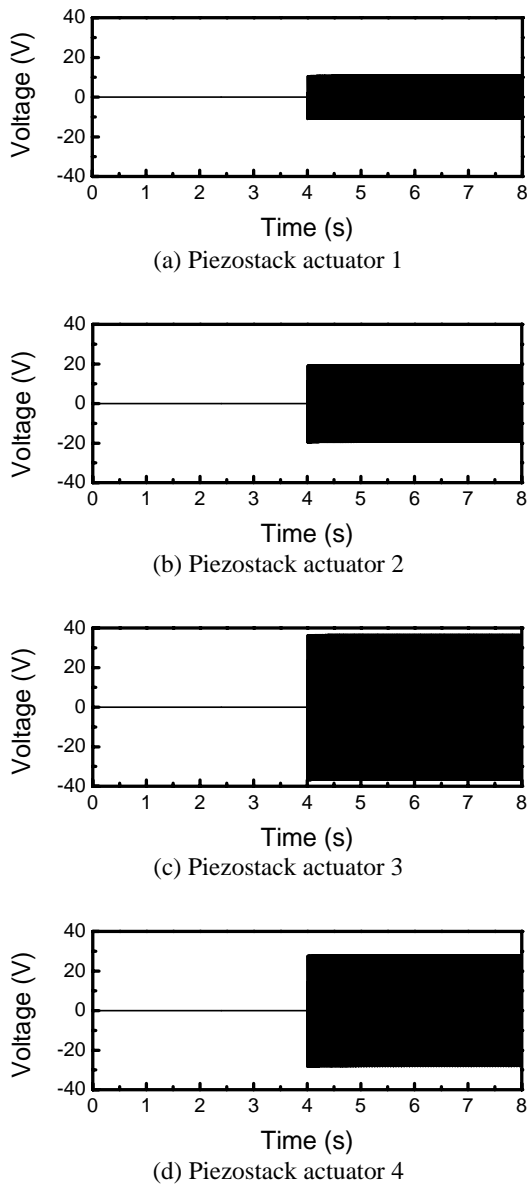 Voltage (V)
40
20
0
-20
-40
0 1 2 3 4 5 6 7 8
Time (s)
(a) Piezostack actuator 1
Voltage (V)
40
20
0
-20
-40
0 1 2 3 4 5 6 7 8
Time (s)
(b) Piezostack actuator 2
Voltage (V)
40
20
0
-20
-40
0 1 2 3 4 5 6 7 8
Time (s)
(c) Piezostack actuator 3
Voltage (V)
40
20
0
-20
-40
0 1 2 3 4 5 6 7 8
Time (s)
(d) Piezostack actuator 4